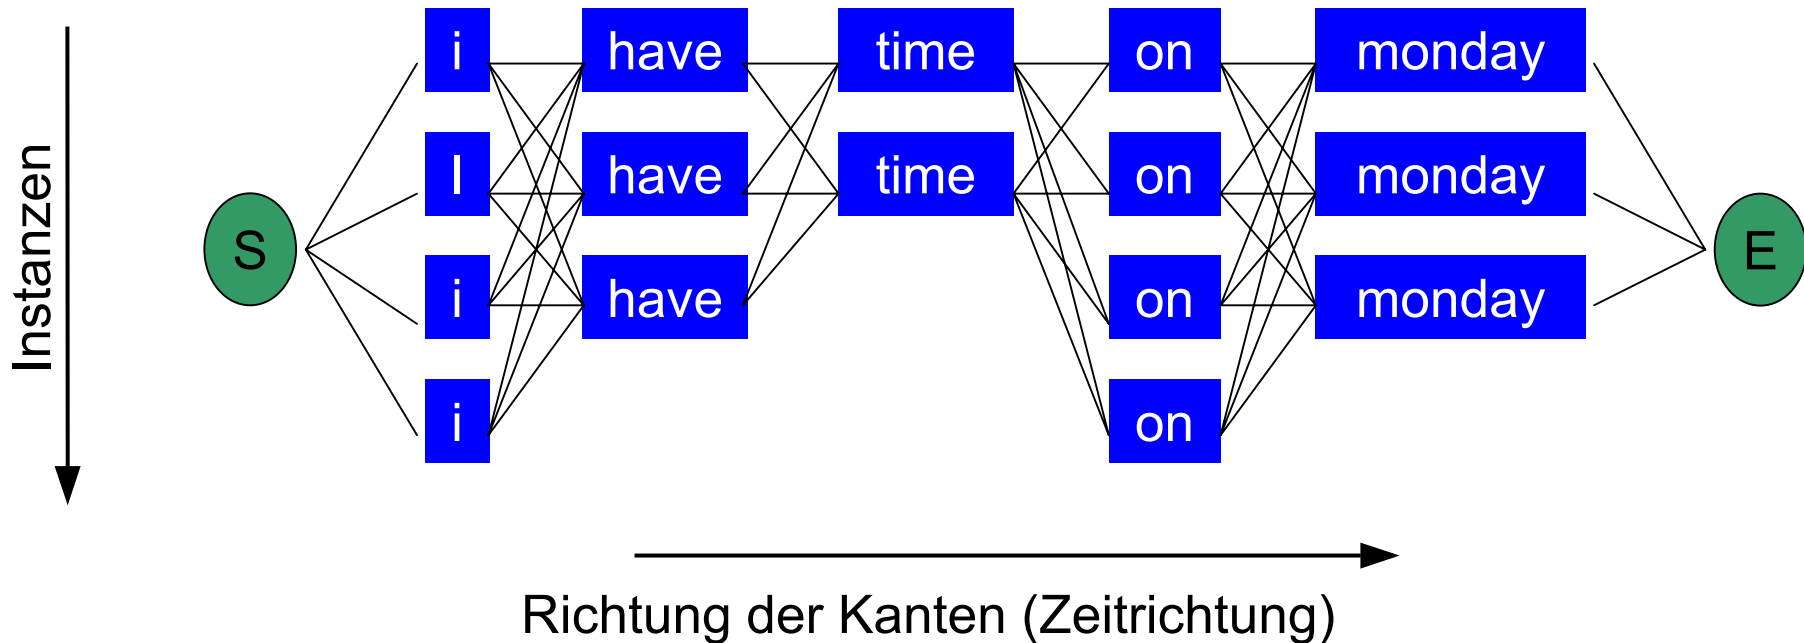 i have time on monday
I have time on monday
Instanzen
S
i have on monday
E
i on
Richtung der Kanten (Zeitrichtung)